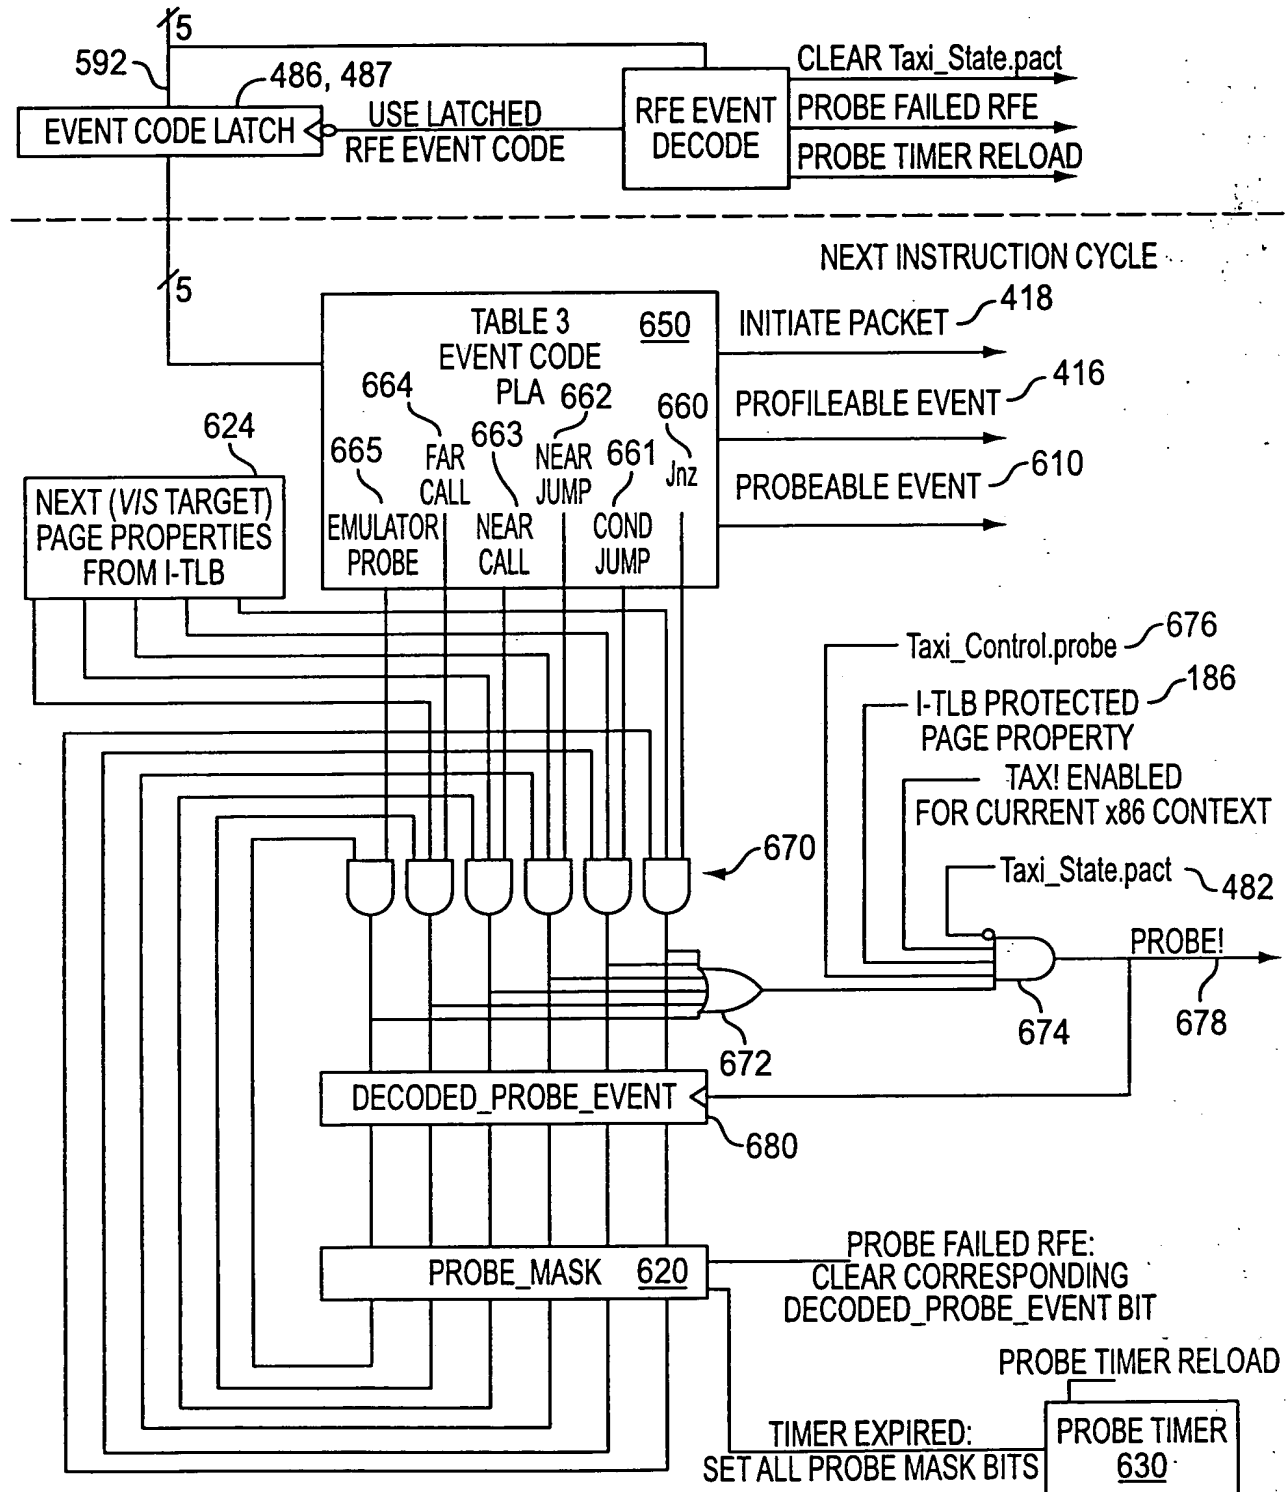 5
592
486, 487
EVENT CODE LATCH
USE LATCHED
RFE EVENT CODE
RFE EVENT
DECODE
CLEAR Taxi_State.pact
PROBE FAILED RFE
PROBE TIMER RELOAD
NEXT INSTRUCTION CYCLE
5
TABLE 3
EVENT CODE
PLA
650
INITIATE PACKET
418
PROFILEABLE EVENT
416
PROBEABLE EVENT
610
665
EMULATOR
PROBE
664
FAR
CALL
663
NEAR
CALL
662
NEAR
JUMP
661
COND
JUMP
660
Jnz
624
NEXT (VIS TARGET)
PAGE PROPERTIES
FROM I-TLB
Taxi_Control.probe
676
I-TLB PROTECTED
PAGE PROPERTY
186
TAX! ENABLED
FOR CURRENT x86 CONTEXT
Taxi_State.pact
482
670
PROBE!
678
674
672
DECODED_PROBE_EVENT
680
PROBE_MASK 620
PROBE FAILED RFE:
CLEAR CORRESPONDING
DECODED_PROBE_EVENT BIT
PROBE TIMER RELOAD
TIMER EXPIRED:
SET ALL PROBE MASK BITS
PROBE TIMER
630